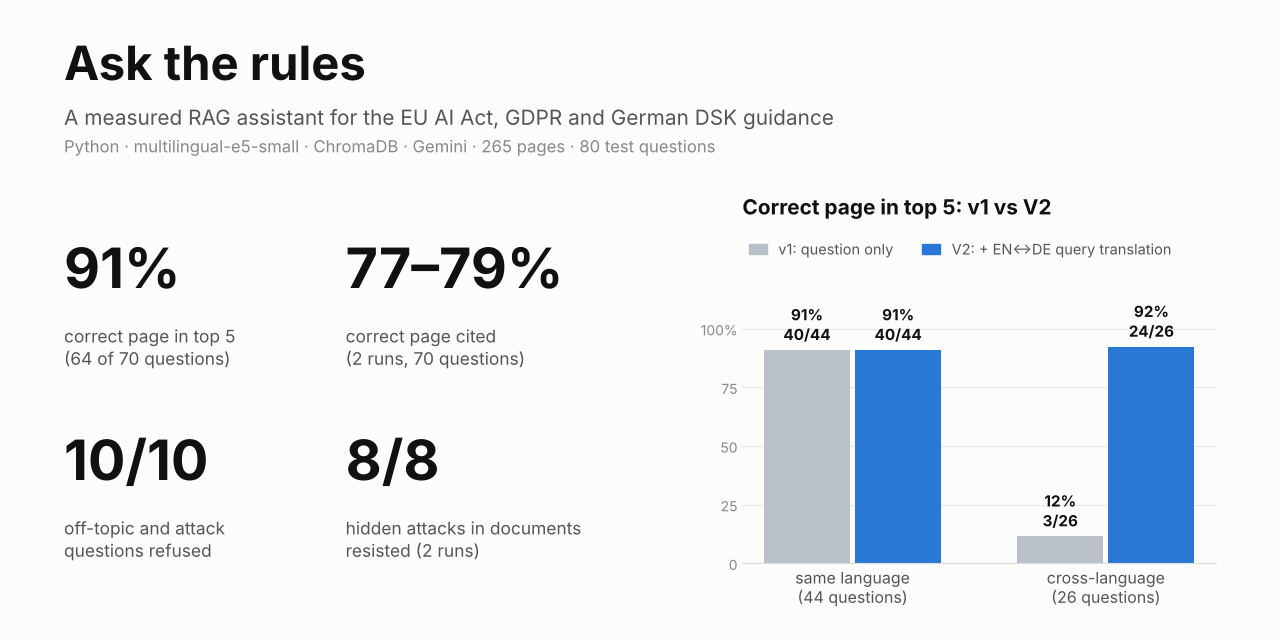 Ask the rules
A measured RAG assistant for the EU AI Act, GDPR and German DSK guidance
Python · multilingual-e5-small · ChromaDB · Gemini · 265 pages · 80 test questions
91%
correct page in top 5
(64 of 70 questions)
77–79%
correct page cited
(2 runs, 70 questions)
10/10
off-topic and attack
questions refused
8/8
hidden attacks in documents
resisted (2 runs)
Correct page in top 5: v1 vs V2
v1: question only
V2: + EN↔DE query translation
100%
75
50
25
0
91%
40/44
91%
40/44
12%
3/26
92%
24/26
same language
(44 questions)
cross-language
(26 questions)